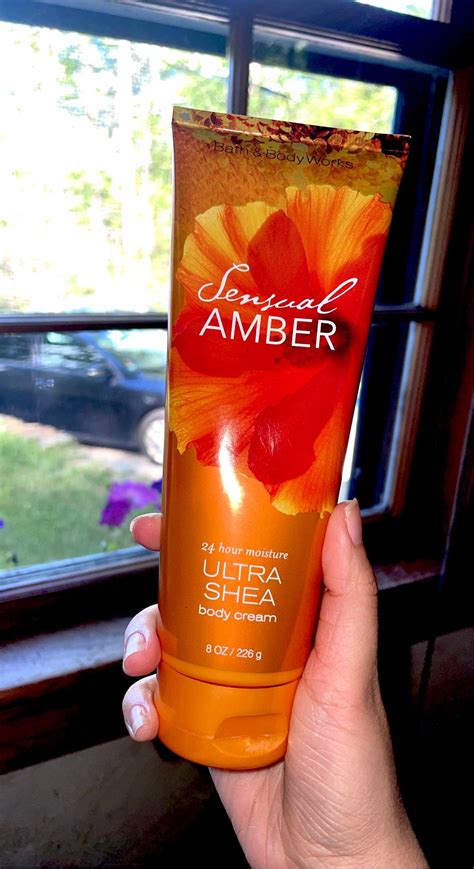 Bath & Body Works
Sensual
AMBER
24 hour moisture
ULTRA
SHEA
body cream
8 OZ / 226 g